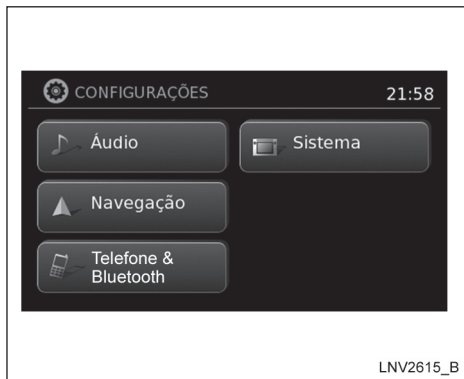 CONFIGURAÇÕES 21:58
Áudio
Sistema
Navegação
Telefone &
Bluetooth
LNV2615_B